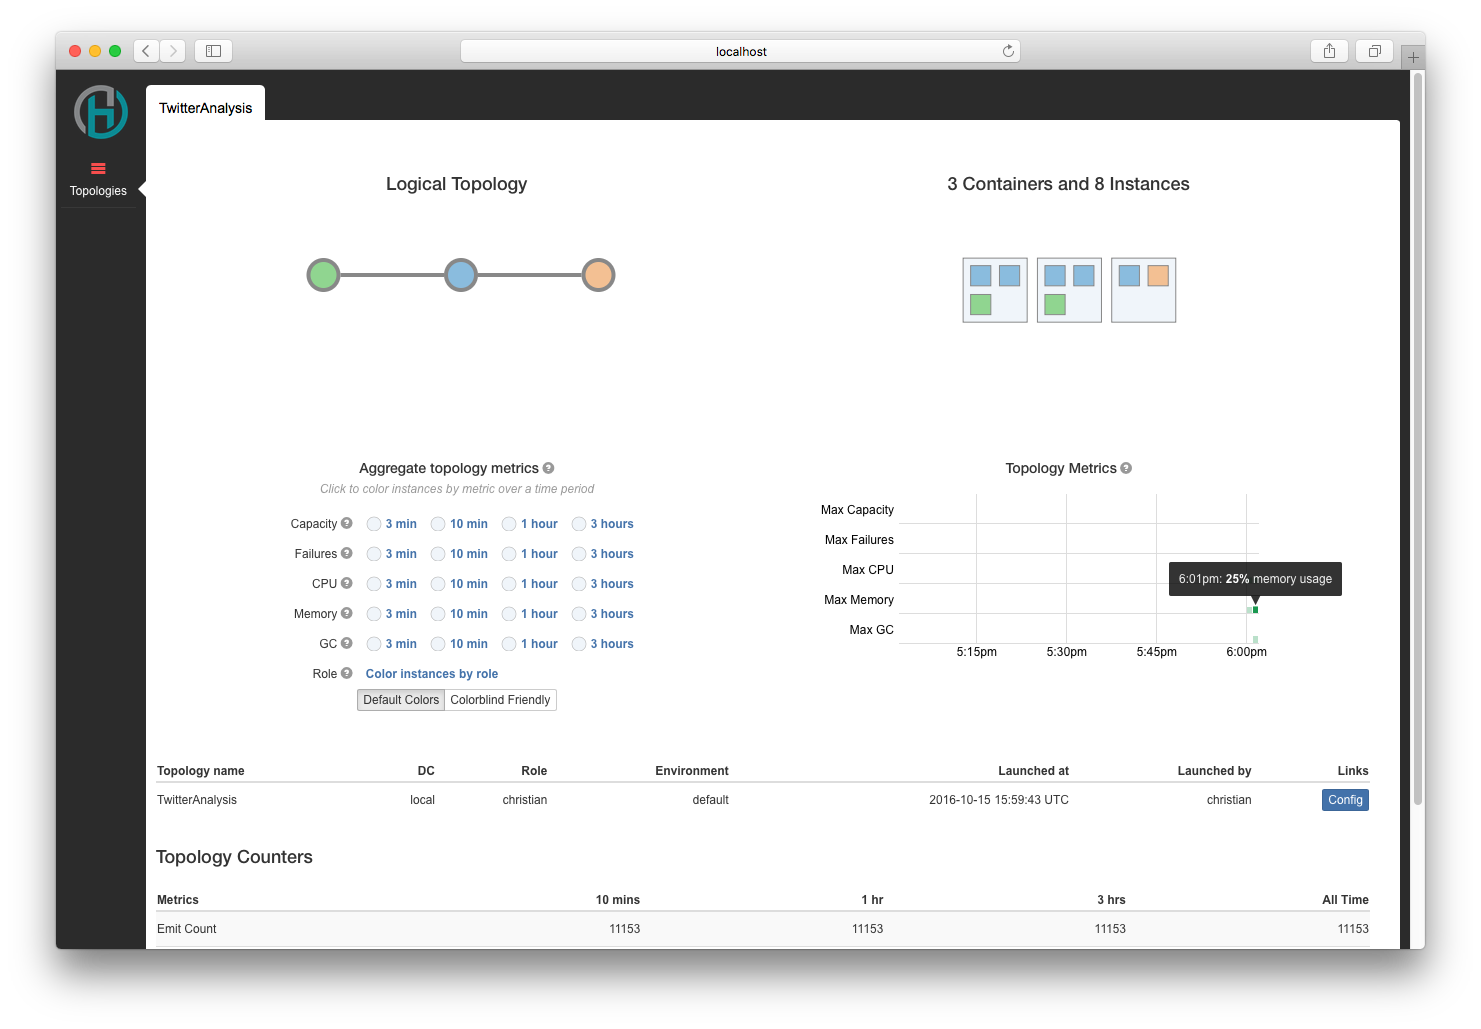 localhost
TwitterAnalysis
Topologies
Logical Topology
3 Containers and 8 Instances
Aggregate topology metrics ?
Click to color instances by metric over a time period
Capacity ? 3 min 10 min 1 hour 3 hours
Failures ? 3 min 10 min 1 hour 3 hours
CPU ? 3 min 10 min 1 hour 3 hours
Memory ? 3 min 10 min 1 hour 3 hours
GC ? 3 min 10 min 1 hour 3 hours
Role ? Color instances by role
Default Colors Colorblind Friendly
Topology Metrics ?
Max Capacity
Max Failures
Max CPU
6:01pm: 25% memory usage
Max Memory
Max GC
5:15pm 5:30pm 5:45pm 6:00pm
Topology name DC Role Environment Launched at Launched by Links
TwitterAnalysis local christian default 2016-10-15 15:59:43 UTC christian Config
Topology Counters
Metrics 10 mins 1 hr 3 hrs All Time
Emit Count 11153 11153 11153 11153